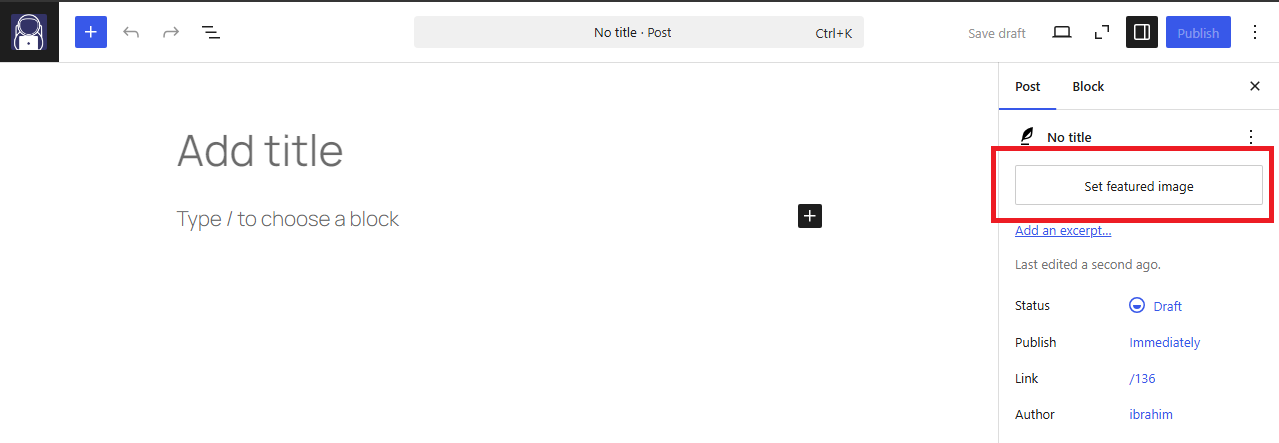 No title · Post
Ctrl+K
Save draft
Publish
Post
Block
Add title
Type / to choose a block
No title
Set featured image
Add an excerpt...
Last edited a second ago.
Status
Draft
Publish
Immediately
Link
/136
Author
ibrahim